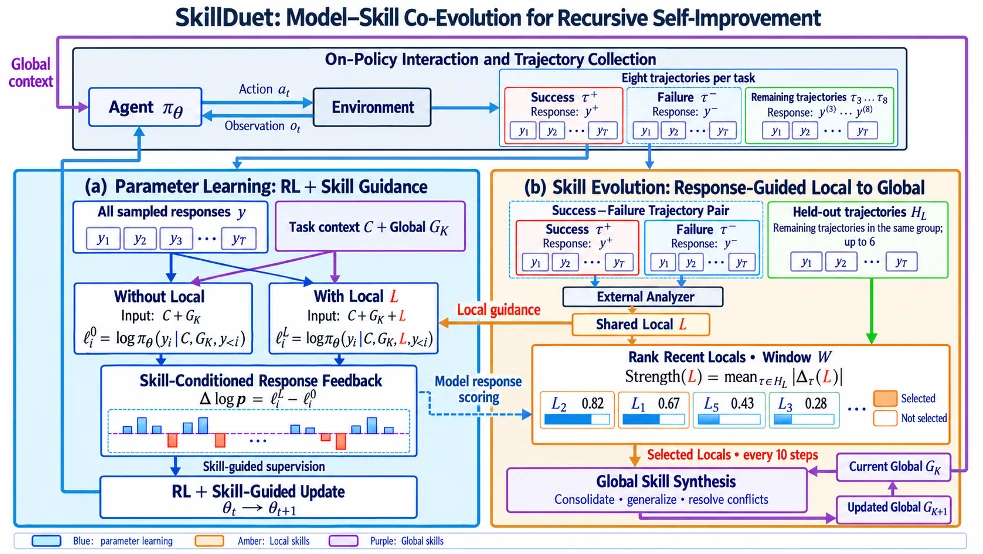 SkillDuet: Model–Skill Co-Evolution for Recursive Self-Improvement
Global
context
On-Policy Interaction and Trajectory Collection
Agent π_θ
Action a_t
Observation o_t
Environment
Eight trajectories per task
Success τ⁺
Response: y⁺
y_1 y_2 ··· y_T
Failure τ⁻
Response: y⁻
y_1 y_2 ··· y_T
Remaining trajectories τ_3 … τ_8
Response: y^(3) ··· y^(8)
y_1 y_2 ··· y_T
(a) Parameter Learning: RL + Skill Guidance
All sampled responses y
y_1 y_2 y_3 ··· y_T
Task context C + Global G_K
Without Local
Input: C + G_K
ℓ_i^0 = log π_θ(y_i | C, G_K, y_<i)
With Local L
Input: C + G_K + L
ℓ_i^L = log π_θ(y_i | C, G_K, L, y_<i)
Skill-Conditioned Response Feedback
Δ log p = ℓ_i^L − ℓ_i^0
···
Skill-guided supervision
RL + Skill-Guided Update
θ_t → θ_{t+1}
Local guidance
Model response
scoring
(b) Skill Evolution: Response-Guided Local to Global
Success–Failure Trajectory Pair
Success τ⁺
Response: y⁺
y_1 y_2 ··· y_T
Failure τ⁻
Response: y⁻
y_1 y_2 ··· y_T
Held-out trajectories H_L
Remaining trajectories in the same group;
up to 6
y_1 y_2 ··· y_T
External Analyzer
Shared Local L
Rank Recent Locals • Window W
Strength(L) = mean_{τ∈H_L} |Δ_τ(L)|
L_2 0.82
L_1 0.67
L_5 0.43
L_3 0.28
···
Selected
Not selected
Selected Locals • every 10 steps
Global Skill Synthesis
Consolidate • generalize • resolve conflicts
Current Global G_K
Updated Global G_{K+1}
Blue: parameter learning
Amber: Local skills
Purple: Global skills